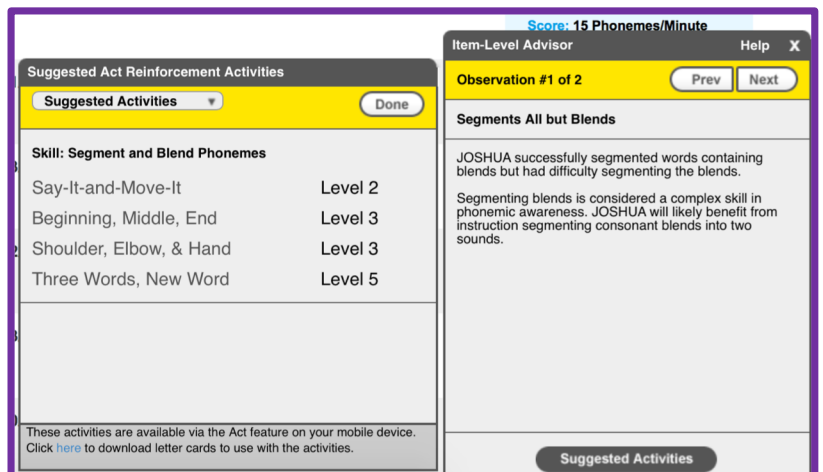 Score: 15 Phonemes/Minute
Suggested Act Reinforcement Activities
Suggested Activities
Done
Skill: Segment and Blend Phonemes
Say-It-and-Move-It Level 2
Beginning, Middle, End Level 3
Shoulder, Elbow, & Hand Level 3
Three Words, New Word Level 5
These activities are available via the Act feature on your mobile device.
Click here to download letter cards to use with the activities.
Item-Level Advisor Help X
Observation #1 of 2 Prev Next
Segments All but Blends
JOSHUA successfully segmented words containing
blends but had difficulty segmenting the blends.
Segmenting blends is considered a complex skill in
phonemic awareness. JOSHUA will likely benefit from
instruction segmenting consonant blends into two
sounds.
Suggested Activities